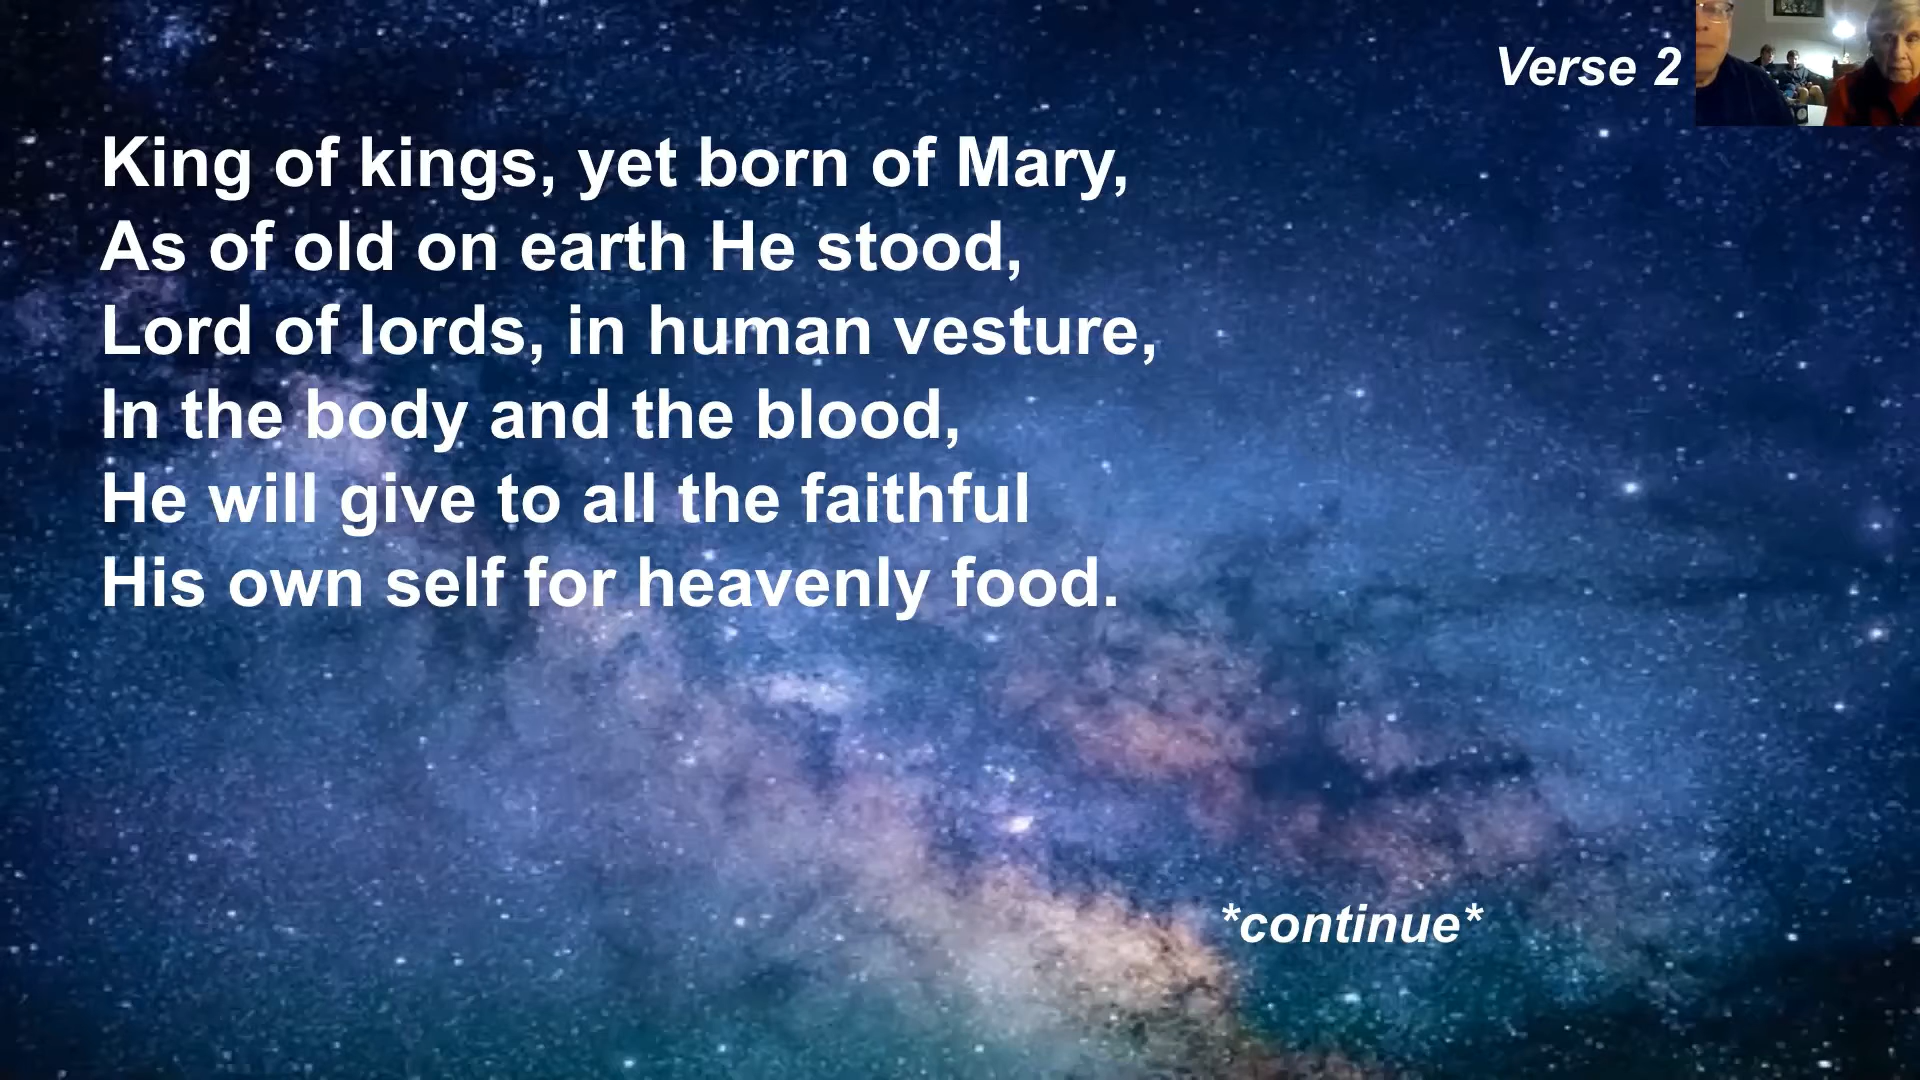 Verse 2
King of kings, yet born of Mary,
As of old on earth He stood,
Lord of lords, in human vesture,
In the body and the blood,
He will give to all the faithful
His own self for heavenly food.
*continue*